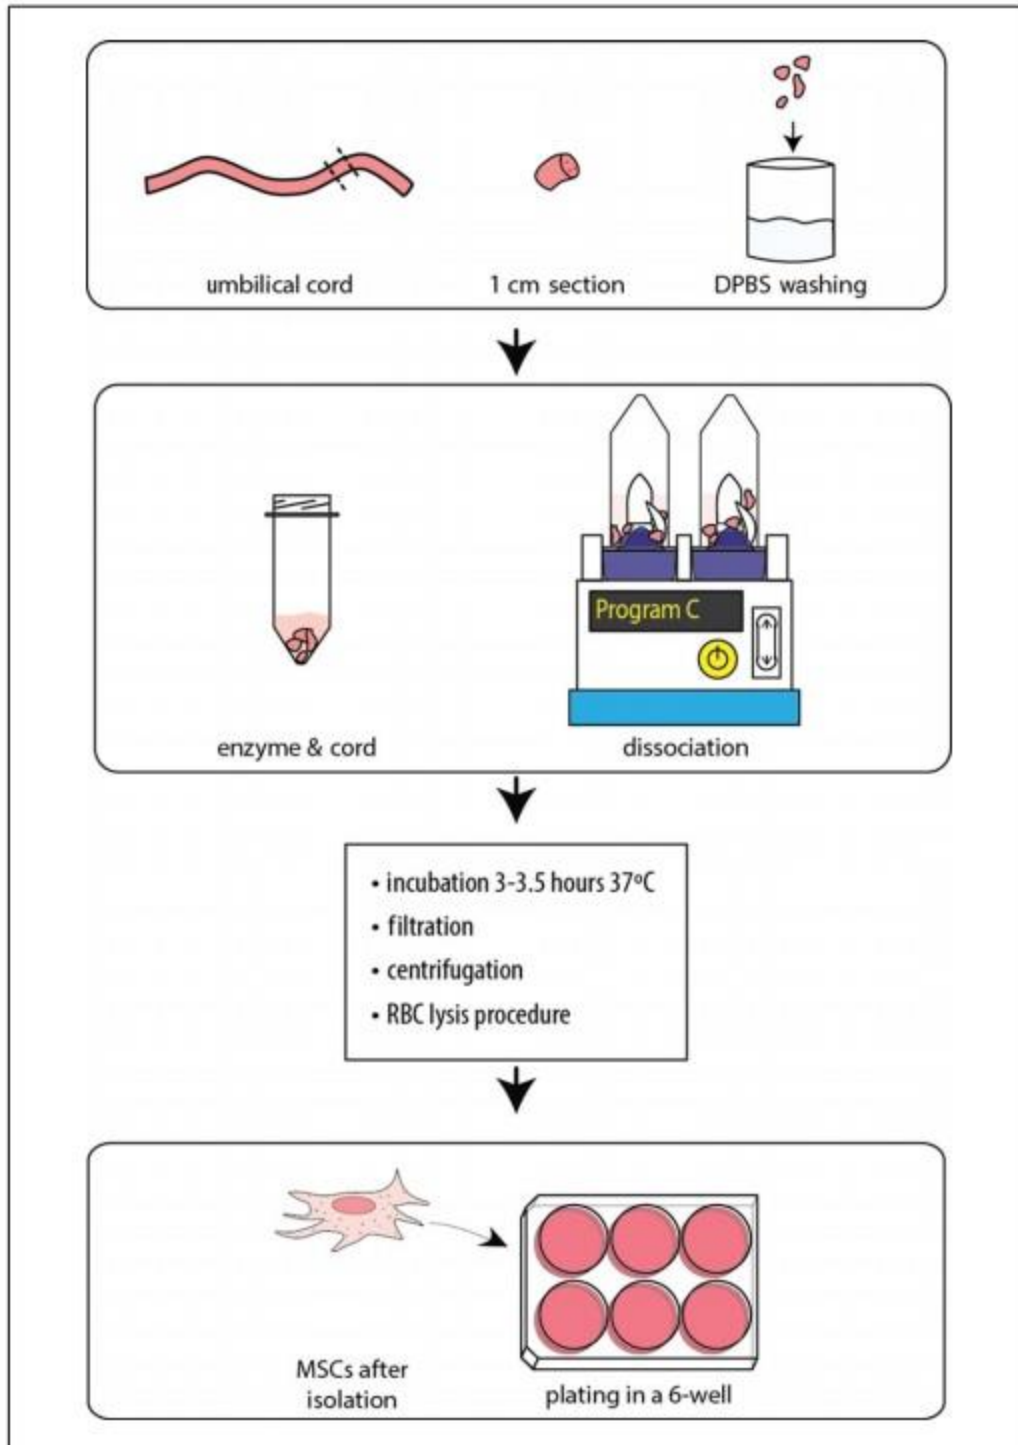 umbilical cord
1 cm section
DPBS washing
enzyme & cord
Program C
dissociation
• incubation 3-3.5 hours 37ºC
• filtration
• centrifugation
• RBC lysis procedure
MSCs after
isolation
plating in a 6-well